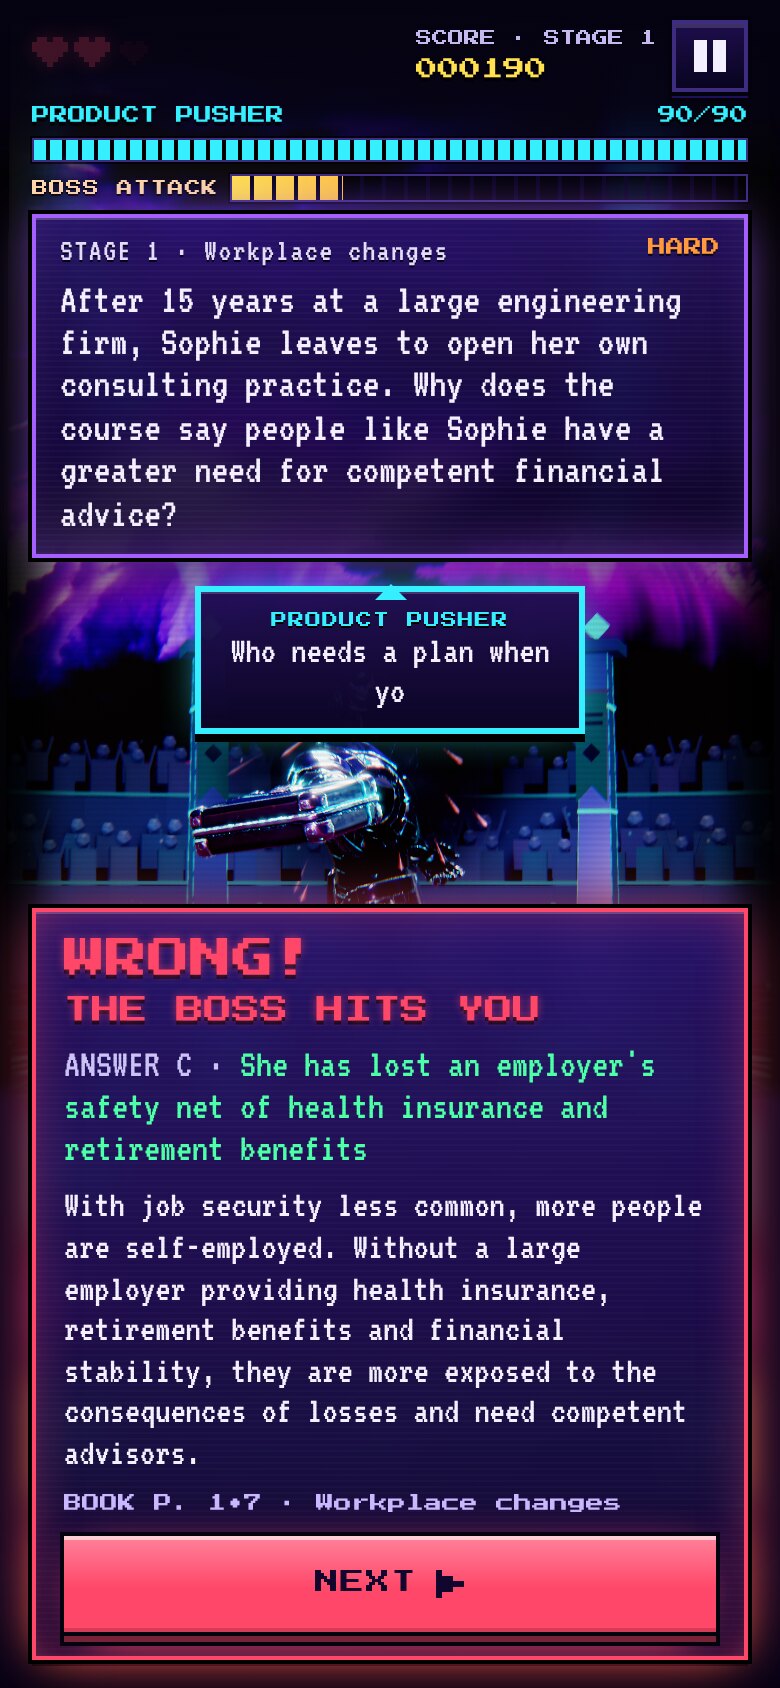 SCORE · STAGE 1
000190
PRODUCT PUSHER
90/90
BOSS ATTACK
STAGE 1 · Workplace changes
HARD
After 15 years at a large engineering
firm, Sophie leaves to open her own
consulting practice. Why does the
course say people like Sophie have a
greater need for competent financial
advice?
PRODUCT PUSHER
Who needs a plan when
yo
WRONG!
THE BOSS HITS YOU
ANSWER C · She has lost an employer's
safety net of health insurance and
retirement benefits
With job security less common, more people
are self-employed. Without a large
employer providing health insurance,
retirement benefits and financial
stability, they are more exposed to the
consequences of losses and need competent
advisors.
BOOK P. 1•7 · Workplace changes
NEXT ▶